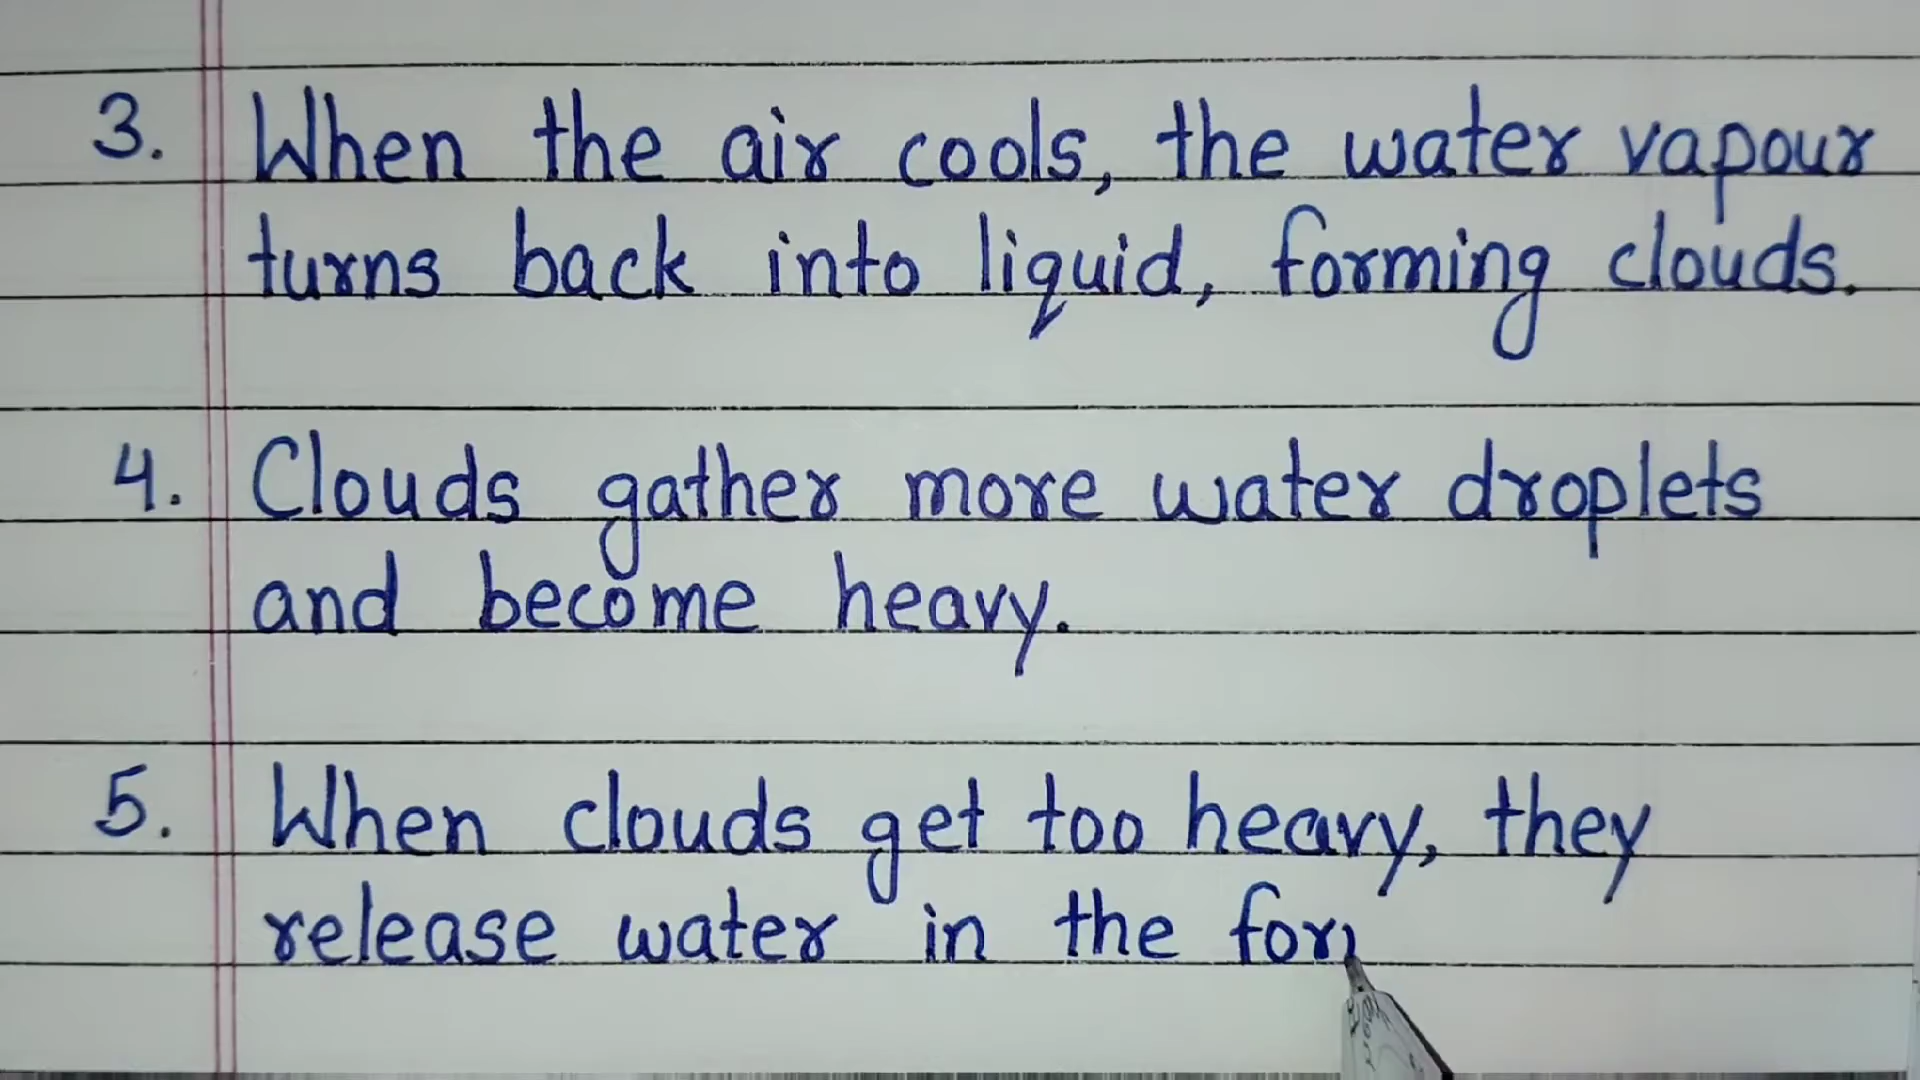 3. When the air cools, the water vapour
turns back into liquid, forming clouds.
4. Clouds gather more water droplets
and become heavy.
5. When clouds get too heavy, they
release water in the for